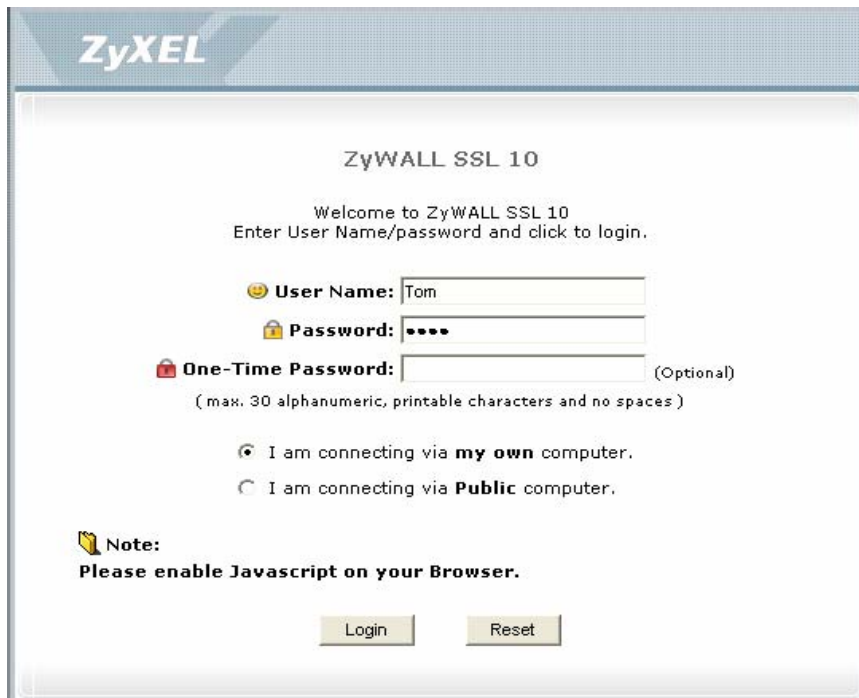 ZyXEL
ZyWALL SSL 10
Welcome to ZyWALL SSL 10
Enter User Name/password and click to login.
User Name: Tom
Password: ••••
One-Time Password: (Optional)
( max. 30 alphanumeric, printable characters and no spaces )
I am connecting via my own computer.
I am connecting via Public computer.
Note:
Please enable Javascript on your Browser.
Login Reset